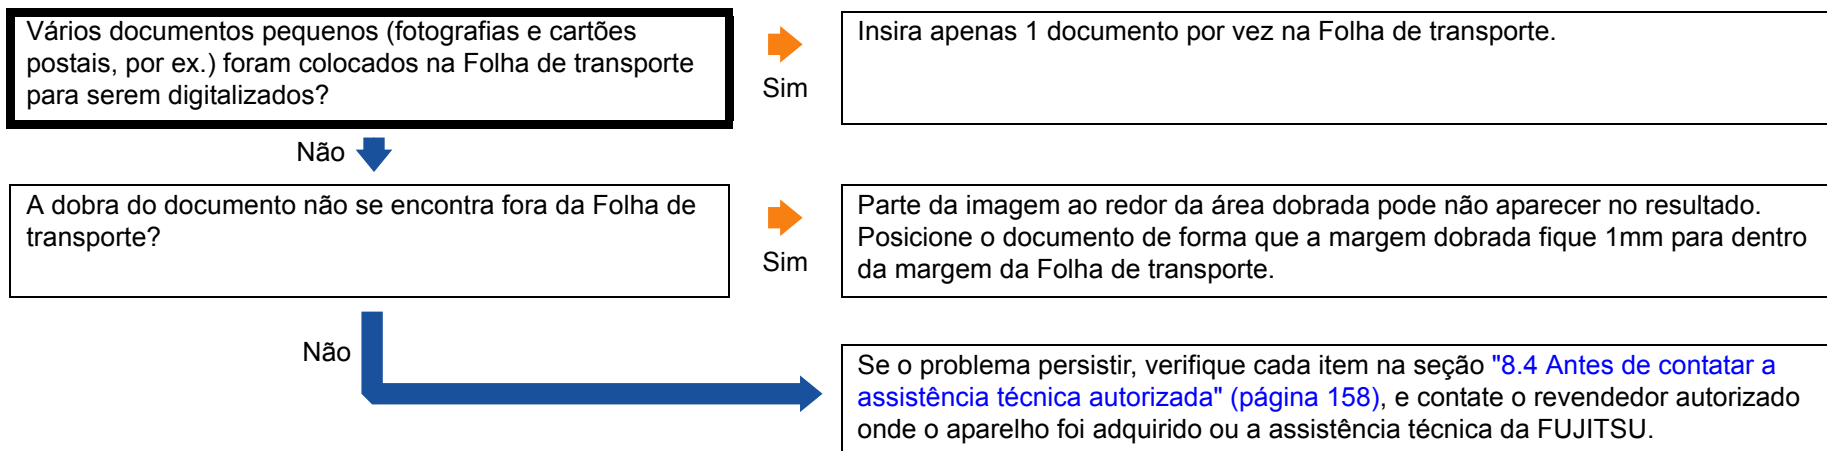 Vários documentos pequenos (fotografias e cartões
postais, por ex.) foram colocados na Folha de transporte
para serem digitalizados?
Sim
Insira apenas 1 documento por vez na Folha de transporte.
Não
A dobra do documento não se encontra fora da Folha de
transporte?
Sim
Parte da imagem ao redor da área dobrada pode não aparecer no resultado.
Posicione o documento de forma que a margem dobrada fique 1mm para dentro
da margem da Folha de transporte.
Não
Se o problema persistir, verifique cada item na seção "8.4 Antes de contatar a
assistência técnica autorizada" (página 158), e contate o revendedor autorizado
onde o aparelho foi adquirido ou a assistência técnica da FUJITSU.